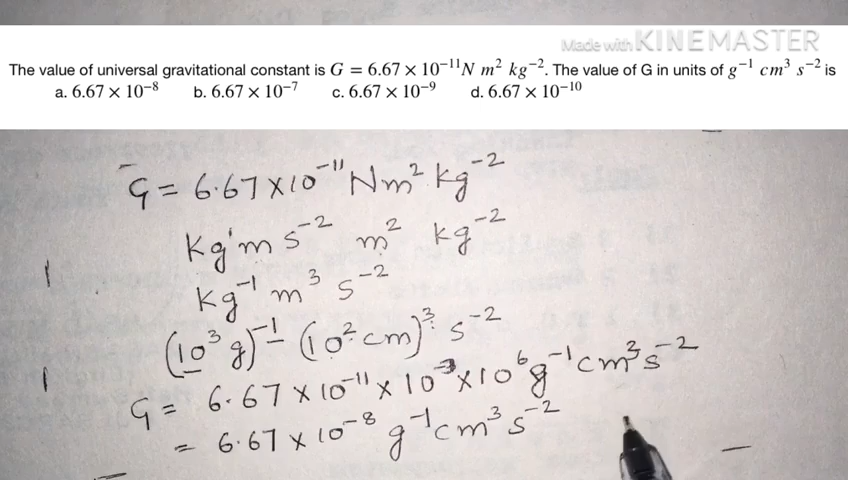 Made with KINEMASTER
The value of universal gravitational constant is G = 6.67 × 10⁻¹¹N m² kg⁻². The value of G in units of g⁻¹ cm³ s⁻² is
a. 6.67 × 10⁻⁸ b. 6.67 × 10⁻⁷ c. 6.67 × 10⁻⁹ d. 6.67 × 10⁻¹⁰
G = 6.67 × 10⁻¹¹ Nm² kg⁻²
kg¹m s⁻² m² kg⁻²
kg⁻¹ m³ s⁻²
(10³ g)⁻¹ (10² cm)³ s⁻²
G = 6.67 × 10⁻¹¹ × 10⁻³ × 10⁶ g⁻¹ cm³ s⁻²
= 6.67 × 10⁻⁸ g⁻¹ cm³ s⁻²